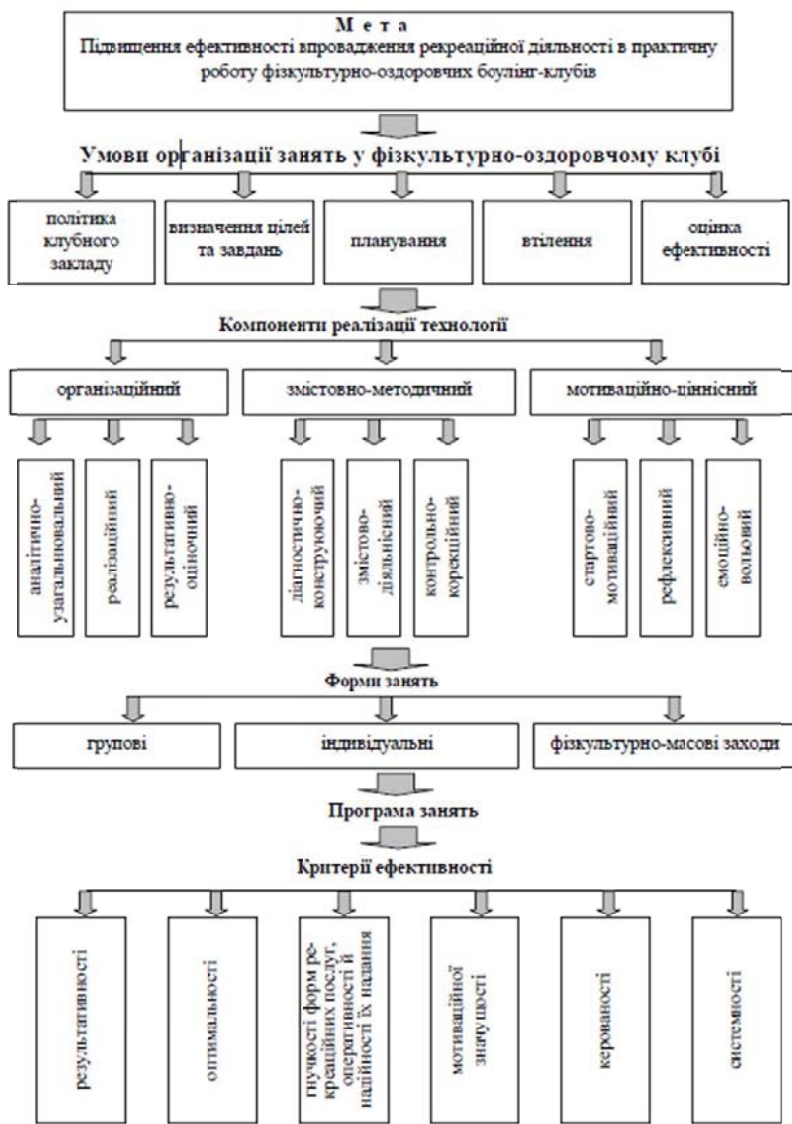 М е т а
Підвищення ефективності впровадження рекреаційної діяльності в практичну
роботу фізкультурно-оздоровчих боулінг-клубів
Умови організації занять у фізкультурно-оздоровчому клубі
політика
клубного
закладу
визначення цілей
та завдань
планування
втілення
оцінка
ефективності
Компоненти реалізації технології
організаційний
змістовно-методичний
мотиваційно-ціннісний
аналітично-
узагальнювальний
реалізаційний
результативно-
оціночний
діагностично-
конструюючий
змістово-
діяльнісний
контрольно-
корекційний
стартово-
мотиваційний
рефлексивний
емоційно-
вольовий
Форми занять
групові
індивідуальні
фізкультурно-масові заходи
Програма занять
Критерії ефективності
результативності
оптимальності
гнучкості форм ре-
креаційних послуг,
оперативності й
надійності їх надання
мотиваційної
значущості
керованості
системності